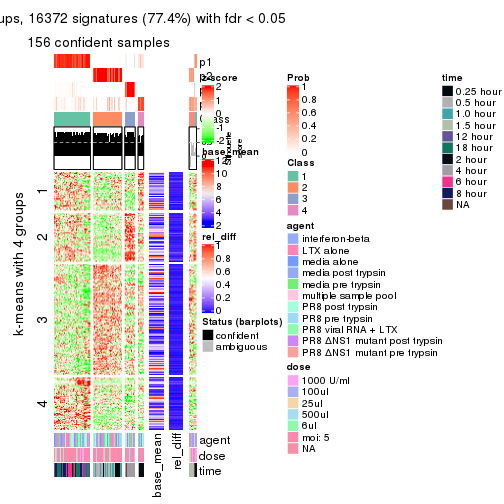 ups, 16372 signatures (77.4%) with fdr < 0.05
156 confident samples
p1
p2
z-score
2
1
0
-1
-2
Silhouette
score
base_mean
12
10
8
6
4
2
rel_diff
1
0.8
0.6
0.4
0.2
0
Status (barplots)
confident
ambiguous
k-means with 4 groups
1
2
3
4
agent
dose
time
base_mean
rel_diff
Prob
1
0.8
0.6
0.4
0.2
0
Class
1
2
3
4
agent
interferon-beta
LTX alone
media alone
media post trypsin
media pre trypsin
multiple sample pool
PR8 post trypsin
PR8 pre trypsin
PR8 viral RNA + LTX
PR8 ΔNS1 mutant post trypsin
PR8 ΔNS1 mutant pre trypsin
dose
1000 U/ml
100ul
25ul
500ul
6ul
moi: 5
NA
time
0.25 hour
0.5 hour
1.0 hour
1.5 hour
12 hour
18 hour
2 hour
4 hour
6 hour
8 hour
NA